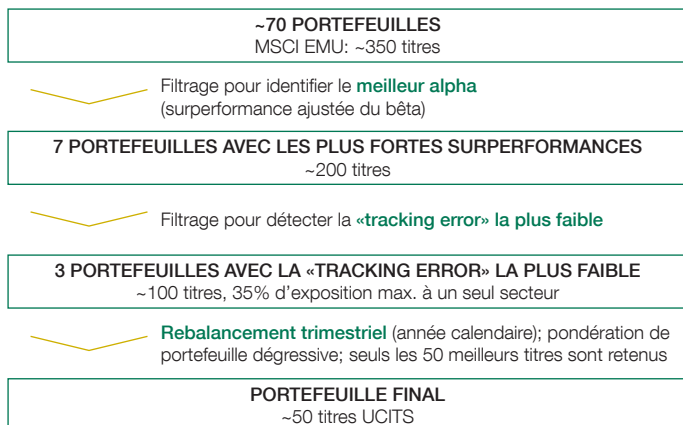 ~70 PORTEFEUILLES
MSCI EMU: ~350 titres
Filtrage pour identifier le meilleur alpha
(surperformance ajustée du bêta)
7 PORTEFEUILLES AVEC LES PLUS FORTES SURPERFORMANCES
~200 titres
Filtrage pour détecter la «tracking error» la plus faible
3 PORTEFEUILLES AVEC LA «TRACKING ERROR» LA PLUS FAIBLE
~100 titres, 35% d’exposition max. à un seul secteur
Rebalancement trimestriel (année calendaire); pondération de
portefeuille dégressive; seuls les 50 meilleurs titres sont retenus
PORTEFEUILLE FINAL
~50 titres UCITS